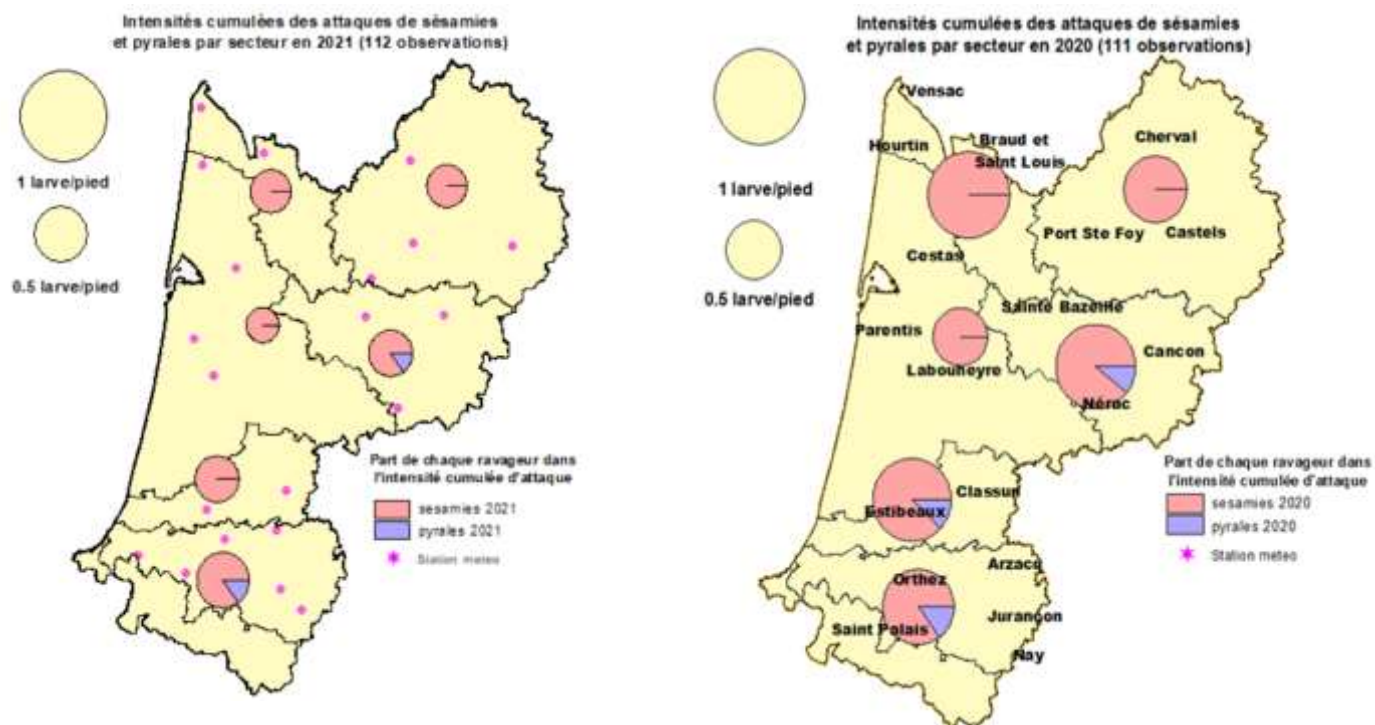 Intensités cumulées des attaques de sésamies
et pyrales par secteur en 2021 (112 observations)
1 larve/pied
0.5 larve/pied
Part de chaque ravageur dans
l'intensité cumulée d'attaque
sesamies 2021
pyrales 2021
Station meteo
Intensités cumulées des attaques de sésamies
et pyrales par secteur en 2020 (111 observations)
1 larve/pied
0.5 larve/pied
Vensac
Hourtin
Braud et
Saint Louis
Cherval
Port Ste Foy
Castels
Cestas
Sainte Bazeille
Parentis
Labouheyre
Cancon
Nérac
Classun
Estibeaux
Arzacq
Orthez
Jurançon
Saint Palais
Nay
Part de chaque ravageur dans
l'intensité cumulée d'attaque
sesamies 2020
pyrales 2020
Station meteo